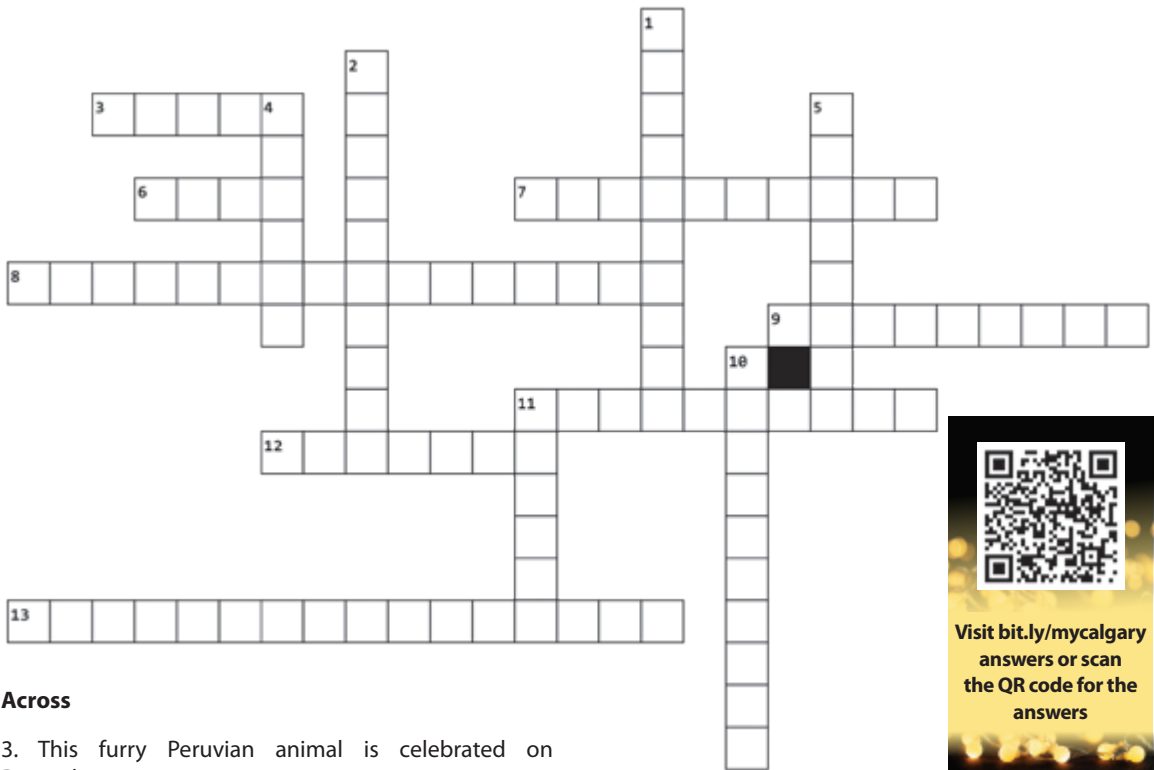 1
2
3
4
5
6
7
8
9
10
11
12
13
Visit bit.ly/mycalgary
answers or scan
the QR code for the
answers
Across
3. This furry Peruvian animal is celebrated on